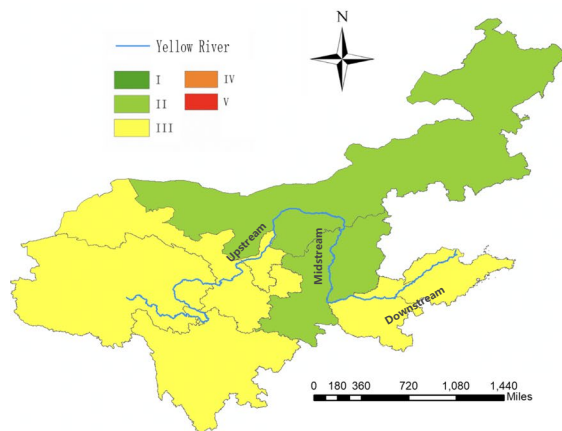 N
Yellow River
I IV
II V
III
Upstream
Midstream
Downstream
0 180 360 720 1,080 1,440
Miles